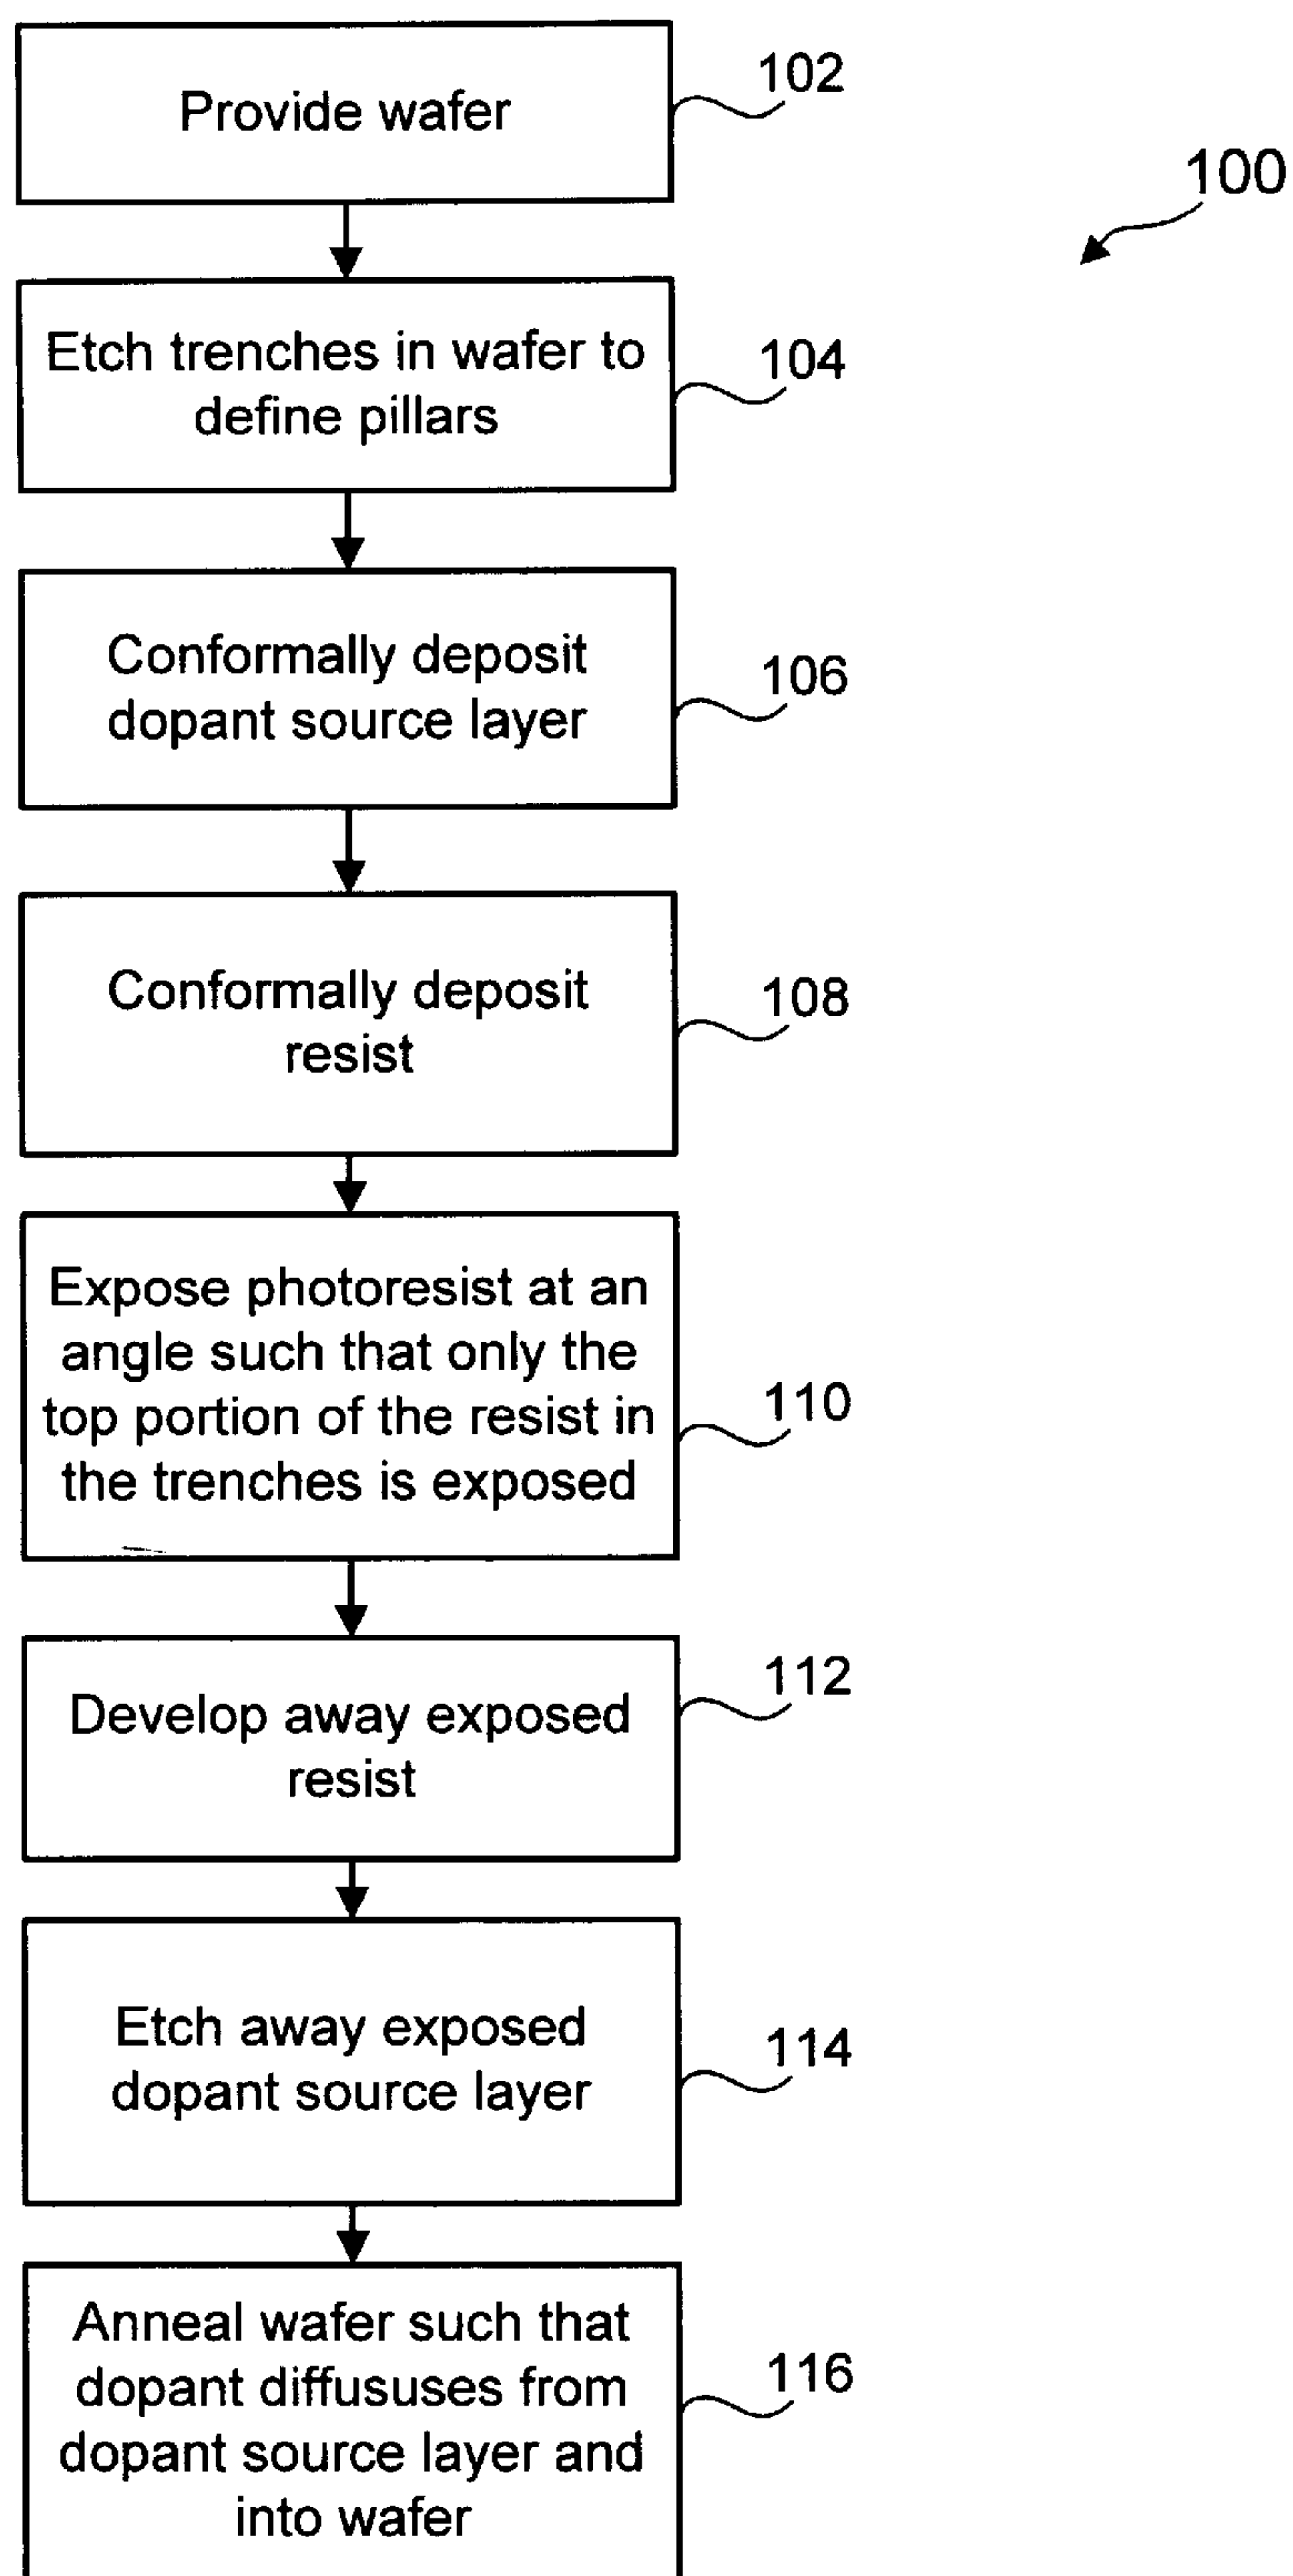 Provide wafer
102
100
Etch trenches in wafer to
define pillars
104
Conformally deposit
dopant source layer
106
Conformally deposit
resist
108
Expose photoresist at an
angle such that only the
top portion of the resist in
the trenches is exposed
110
Develop away exposed
resist
112
Etch away exposed
dopant source layer
114
Anneal wafer such that
dopant diffususes from
dopant source layer and
into wafer
116